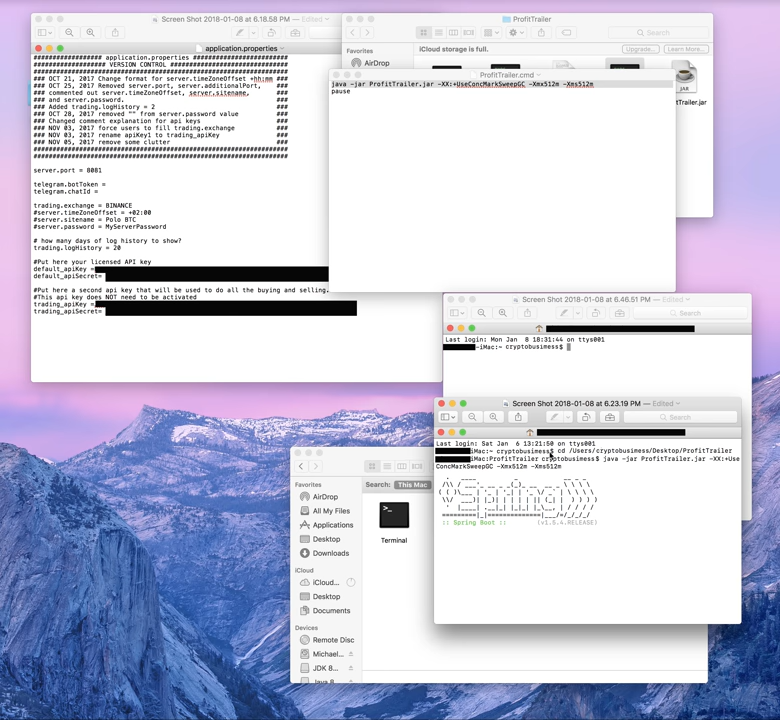 Screen Shot 2018-01-08 at 6.18.58 PM — Edited
application.properties
################# application.properties #################
################### VERSION CONTROL ###################
##########################################################
### OCT 21, 2017 Change format for server.timeZoneOffset +hh:mm ###
### OCT 25, 2017 Removed server.port, server.additionalPort, ###
### commented out server.timeZoneOffset, server.sitename, ###
### and server.password. ###
### Added trading.logHistory = 2 ###
### OCT 28, 2017 removed "" from server.password value ###
### Changed comment explanation for api keys ###
### NOV 03, 2017 force users to fill trading.exchange ###
### NOV 03, 2017 rename apiKey1 to trading_apiKey ###
### NOV 05, 2017 remove some clutter ###
##########################################################
##########################################################
server.port = 8081
telegram.botToken =
telegram.chatId =
trading.exchange = BINANCE
#server.timeZoneOffset = +02:00
#server.sitename = Polo BTC
#server.password = MyServerPassword
# how many days of log history to show?
trading.logHistory = 20
#Put here your licensed API key
default_apiKey =
default_apiSecret=
#Put here a second api key that will be used to do all the buying and selling.
#This api key does NOT need to be activated
trading_apiKey =
trading_apiSecret=
ProfitTrailer
Search
Favorites
AirDrop
iCloud storage is full.
Upgrade...
Learn More...
JAR
fitTrailer.jar
ProfitTrailer.cmd
java -jar ProfitTrailer.jar -XX:+UseConcMarkSweepGC -Xmx512m -Xms512m
pause
Screen Shot 2018-01-08 at 6.46.51 PM — Edited
Search
Last login: Mon Jan 8 18:31:44 on ttys001
-iMac:~ cryptobusimess$
Screen Shot 2018-01-08 at 6.23.19 PM — Edited
Search
Last login: Sat Jan 6 13:21:50 on ttys001
iMac:~ cryptobusimess$ cd /Users/cryptobusimess/Desktop/ProfitTrailer
iMac:ProfitTrailer cryptobusimess$ java -jar ProfitTrailer.jar -XX:+Use
ConcMarkSweepGC -Xmx512m -Xms512m
:: Spring Boot :: (v1.5.4.RELEASE)
Search:
This Mac
Favorites
AirDrop
All My Files
Applications
Desktop
Downloads
iCloud
iCloud...
Desktop
Documents
Devices
Remote Disc
Michael...
JDK 8...
Java 8
>_
Terminal